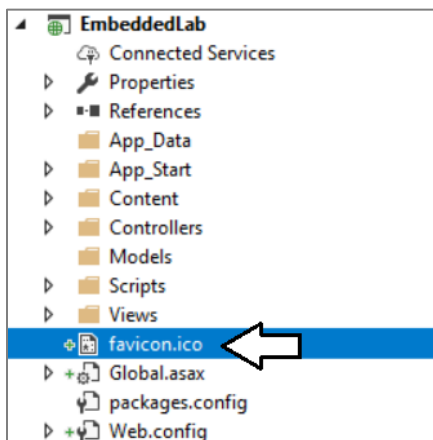 EmbeddedLab
Connected Services
Properties
References
App_Data
App_Start
Content
Controllers
Models
Scripts
Views
favicon.ico
Global.asax
packages.config
Web.config